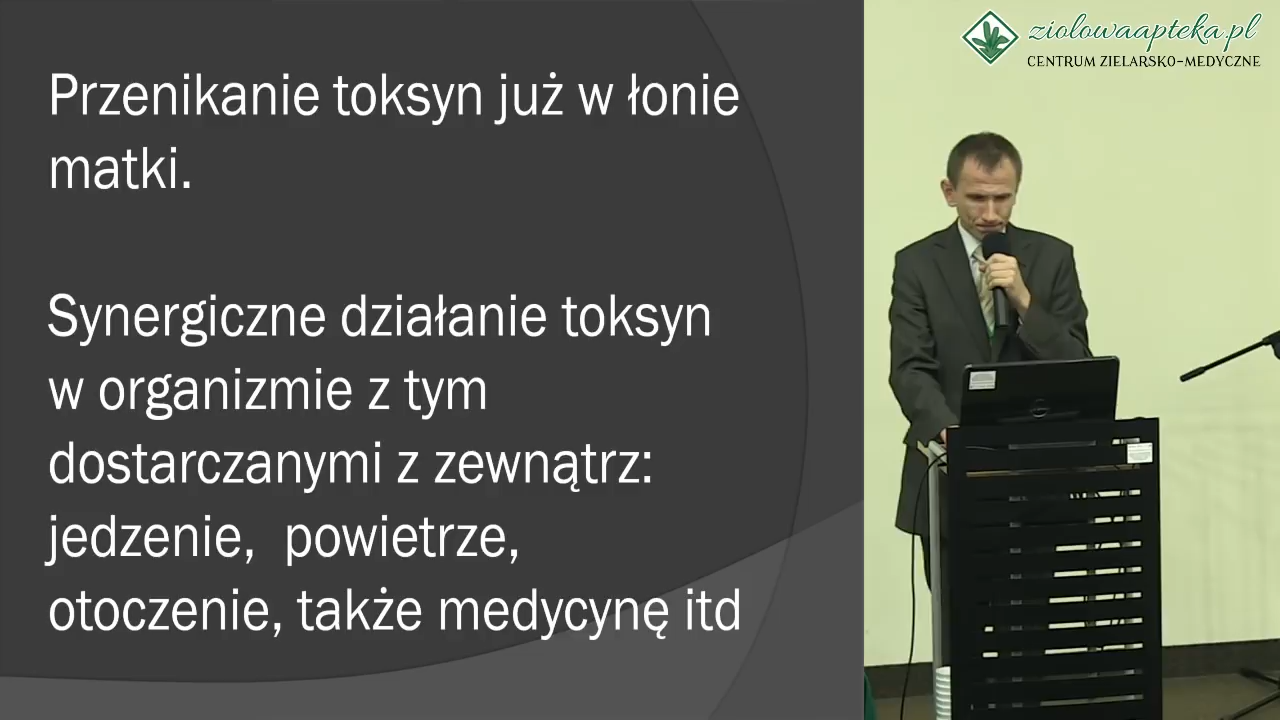 Przenikanie toksyn już w łonie
matki.
Synergiczne działanie toksyn
w organizmie z tym
dostarczanymi z zewnątrz:
jedzenie, powietrze,
otoczenie, także medycynę itd
ziolowaapteka.pl
CENTRUM ZIELARSKO-MEDYCZNE